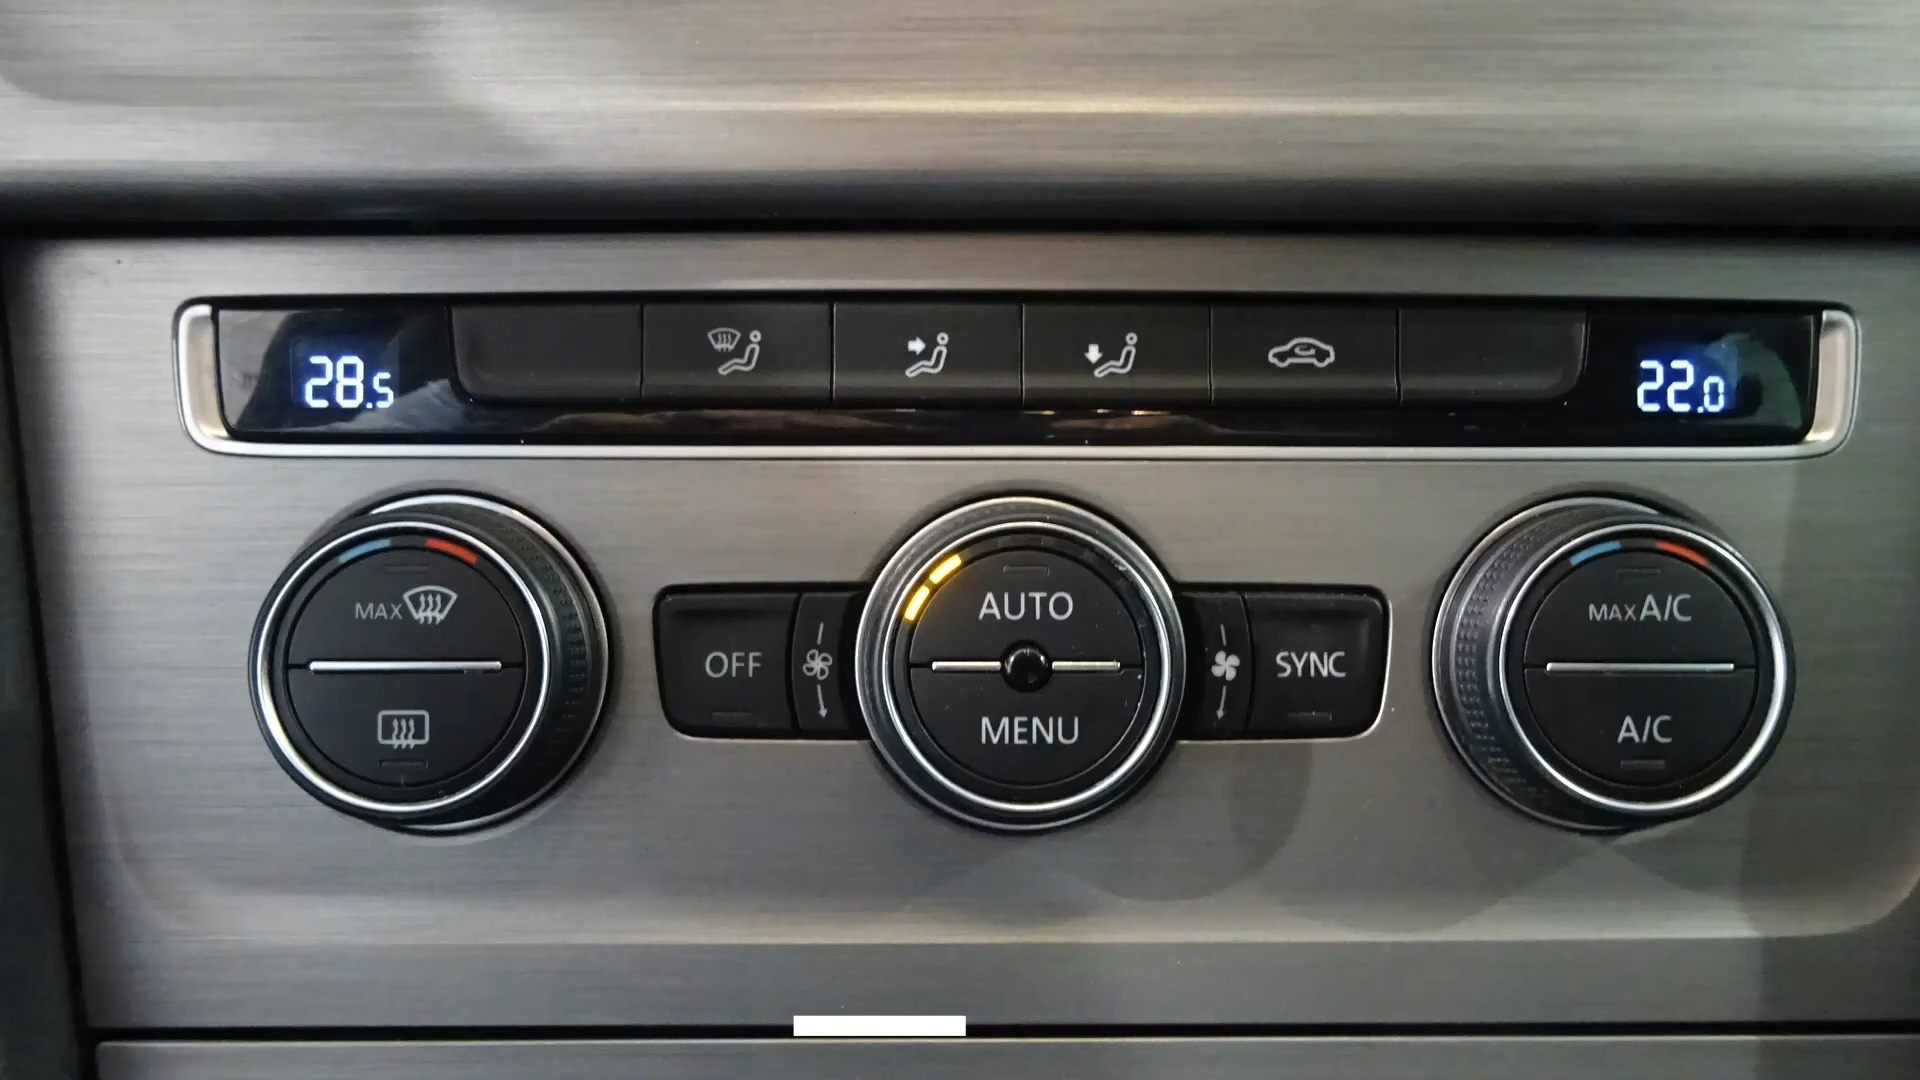 28.5
22.0
MAX
AUTO
MAX A/C
OFF
SYNC
MENU
A/C